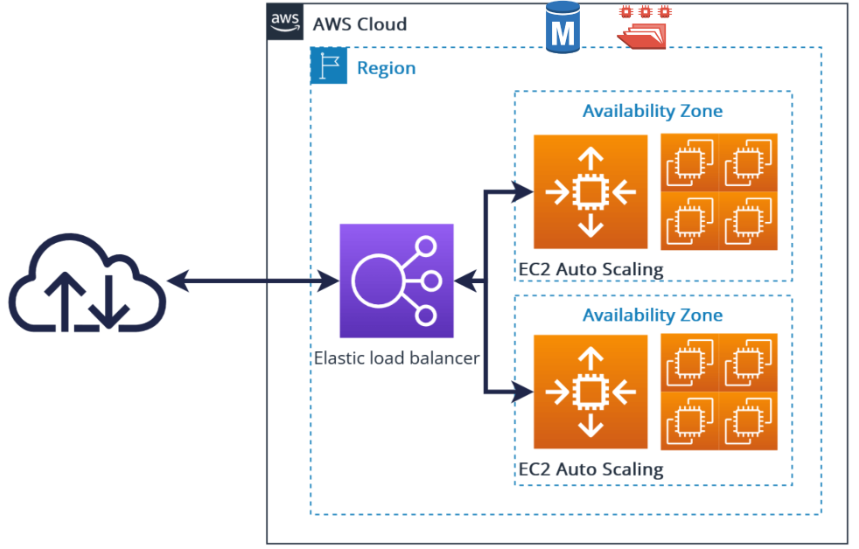 aws
AWS Cloud
M
Region
Availability Zone
EC2 Auto Scaling
Elastic load balancer
Availability Zone
EC2 Auto Scaling